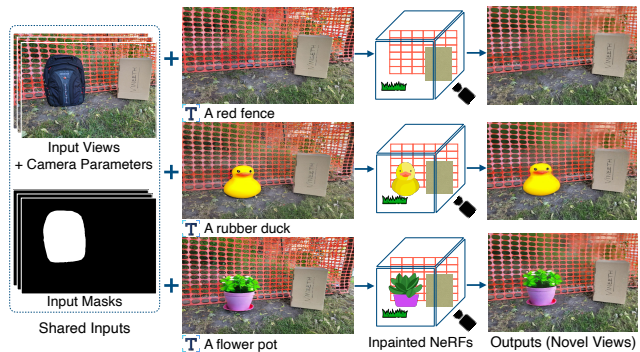 Input Views
+ Camera Parameters
Input Masks
Shared Inputs
T A red fence
T A rubber duck
T A flower pot
Inpainted NeRFs
Outputs (Novel Views)